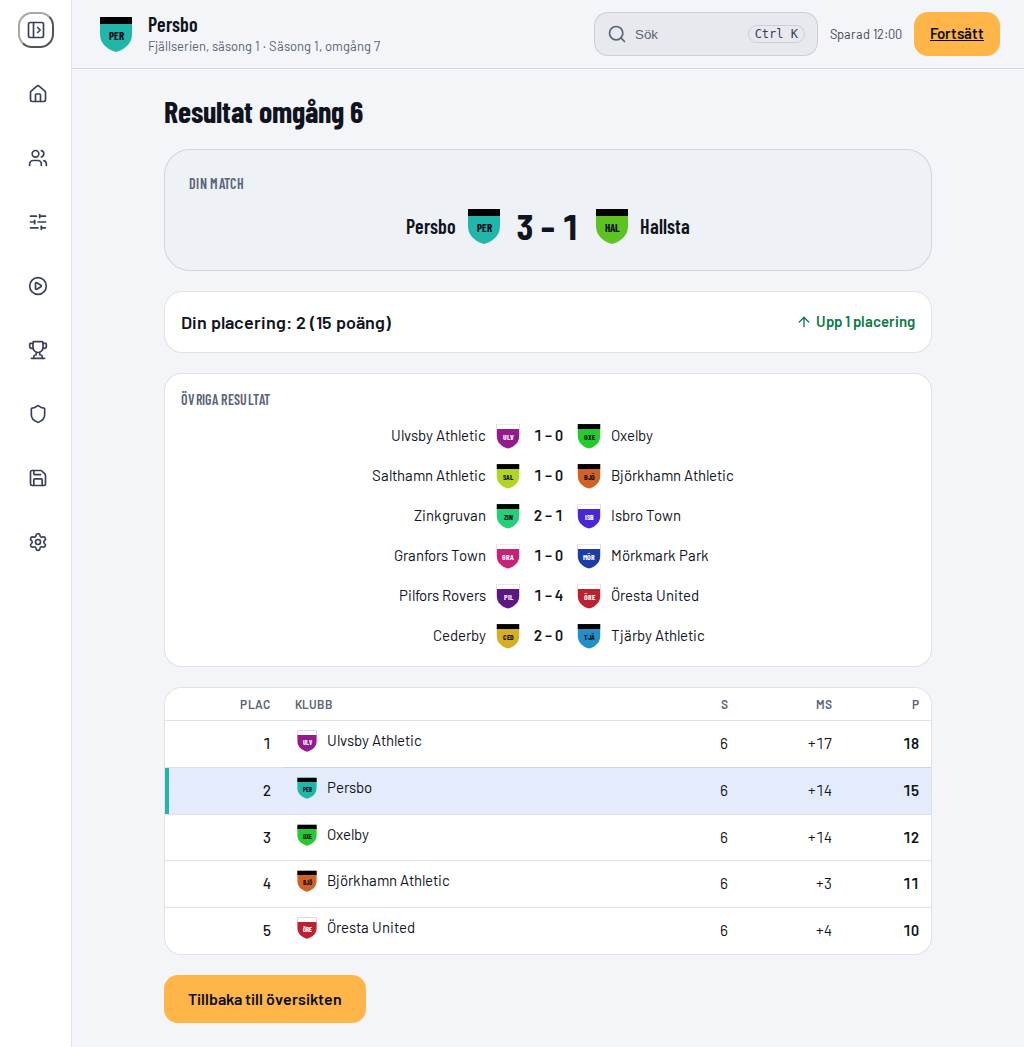 PER
Persbo
Fjällserien, säsong 1 · Säsong 1, omgång 7
Sök
Ctrl K
Sparad 12:00
Fortsätt
Resultat omgång 6
DIN MATCH
Persbo PER 3 – 1 HAL Hallsta
Din placering: 2 (15 poäng)
↑ Upp 1 placering
ÖVRIGA RESULTAT
Ulvsby Athletic ULV 1 – 0 OXE Oxelby
Salthamn Athletic SAL 1 – 0 BJÖ Björkhamn Athletic
Zinkgruvan ZIN 2 – 1 ISB Isbro Town
Granfors Town GRA 1 – 0 MÖR Mörkmark Park
Pilfors Rovers PIL 1 – 4 ÖRE Öresta United
Cederby CED 2 – 0 TJÄ Tjärby Athletic
PLAC KLUBB S MS P
1 ULV Ulvsby Athletic 6 +17 18
2 PER Persbo 6 +14 15
3 OXE Oxelby 6 +14 12
4 BJÖ Björkhamn Athletic 6 +3 11
5 ÖRE Öresta United 6 +4 10
Tillbaka till översikten